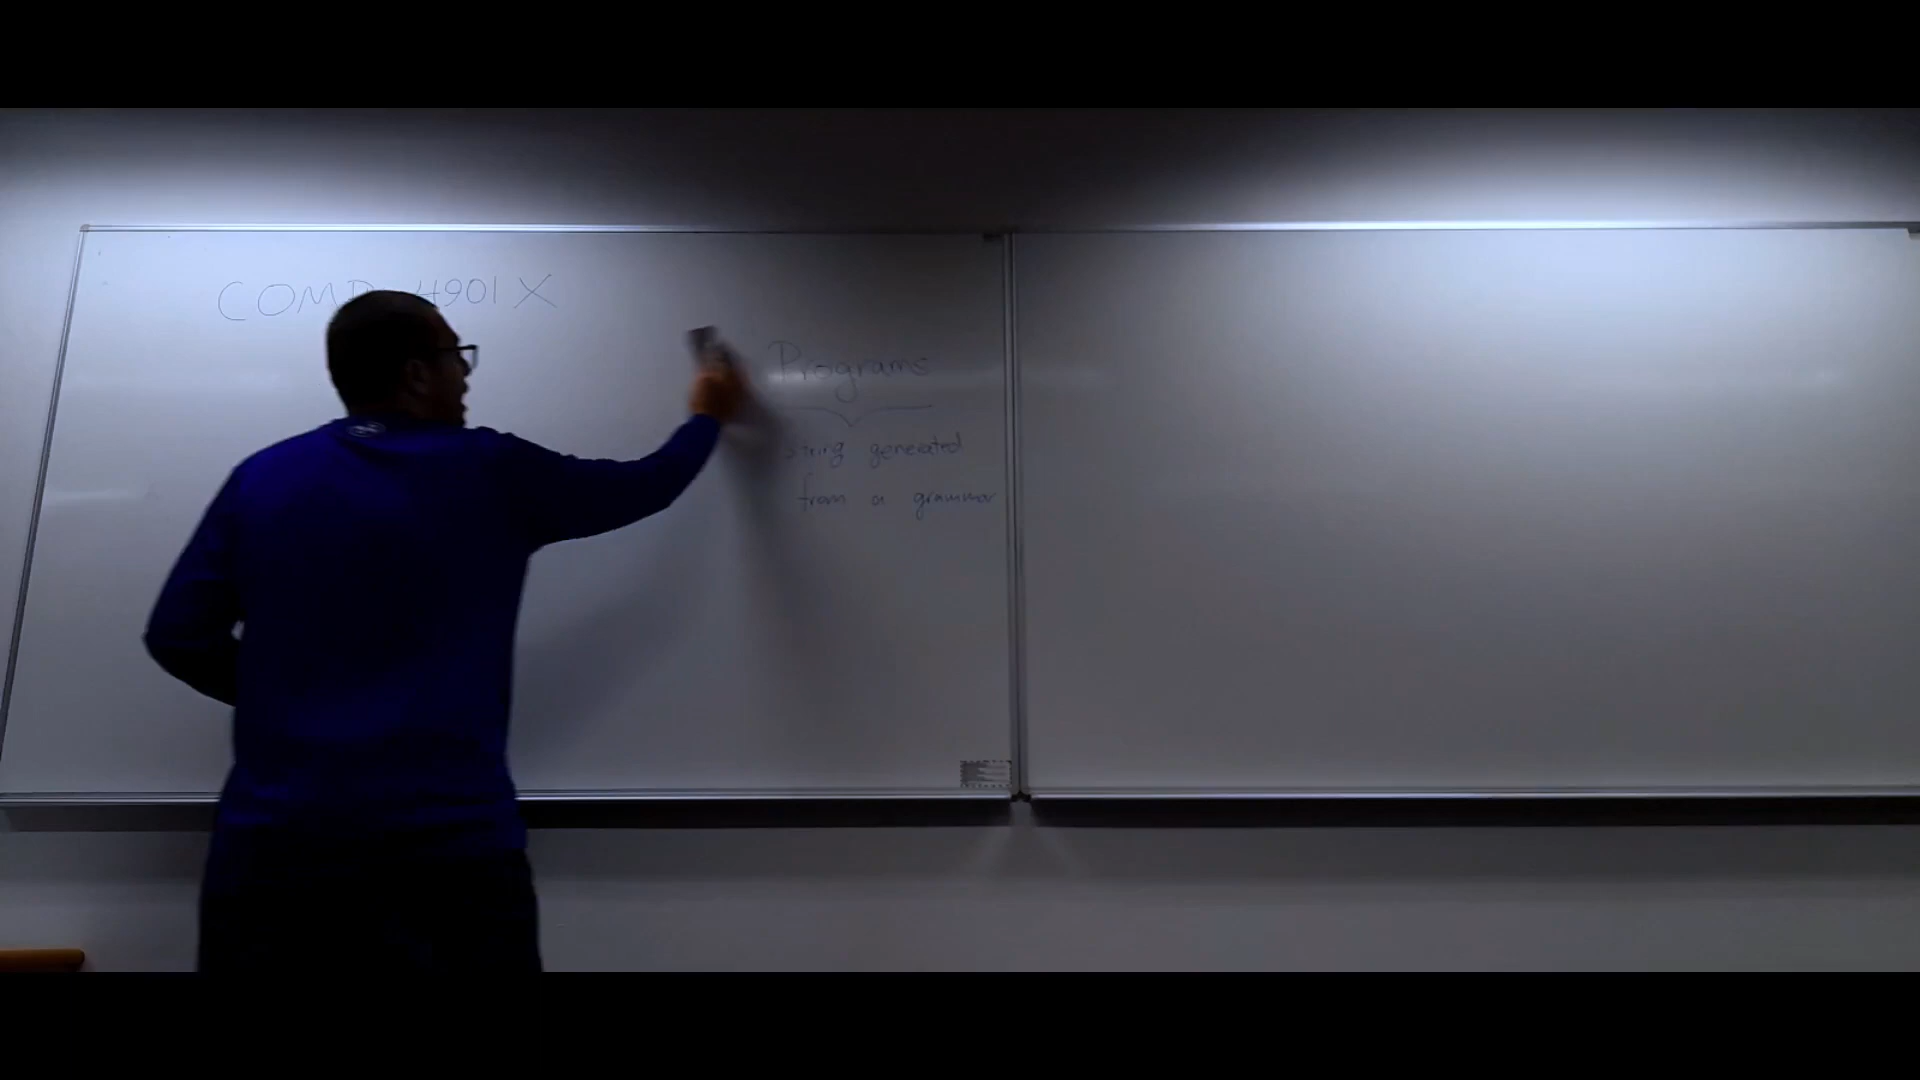 COMP 4901 X
Programs
string generated
from a grammar